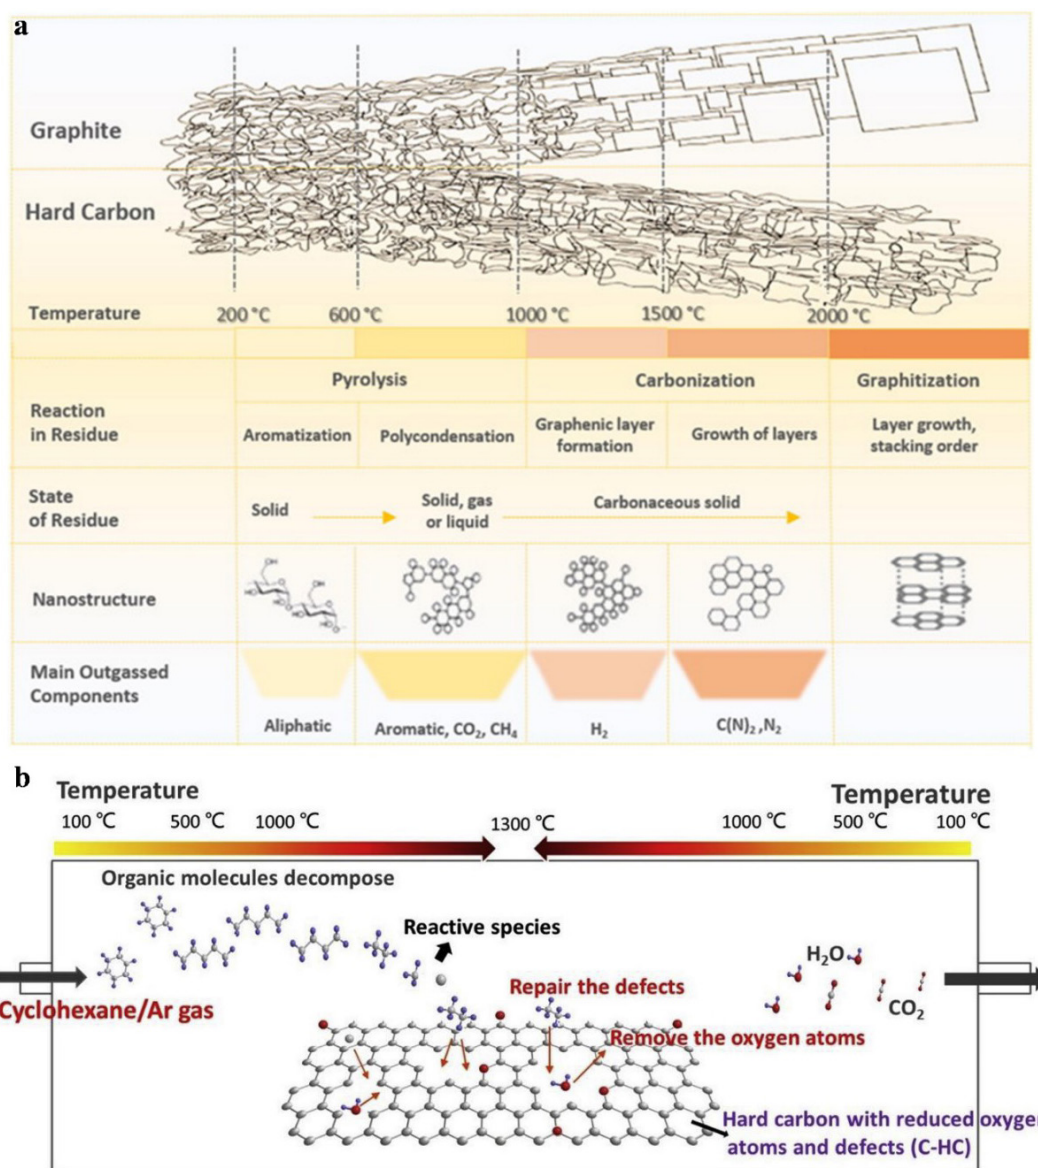 a
Graphite
Hard Carbon
Temperature 200 °C 600 °C 1000 °C 1500 °C 2000 °C
Pyrolysis Carbonization Graphitization
Reaction
in Residue
Aromatization Polycondensation Graphenic layer
formation Growth of layers Layer growth,
stacking order
State
of Residue
Solid Solid, gas
or liquid Carbonaceous solid
Nanostructure
Main Outgassed
Components
Aliphatic Aromatic, CO₂, CH₄ H₂ C(N)₂ ,N₂
b
Temperature Temperature
100 ℃ 500 ℃ 1000 ℃ 1300 ℃ 1000 ℃ 500 ℃ 100 ℃
Organic molecules decompose
Reactive species
H₂O
Repair the defects
Cyclohexane/Ar gas
CO₂
Remove the oxygen atoms
Hard carbon with reduced oxygen
atoms and defects (C-HC)